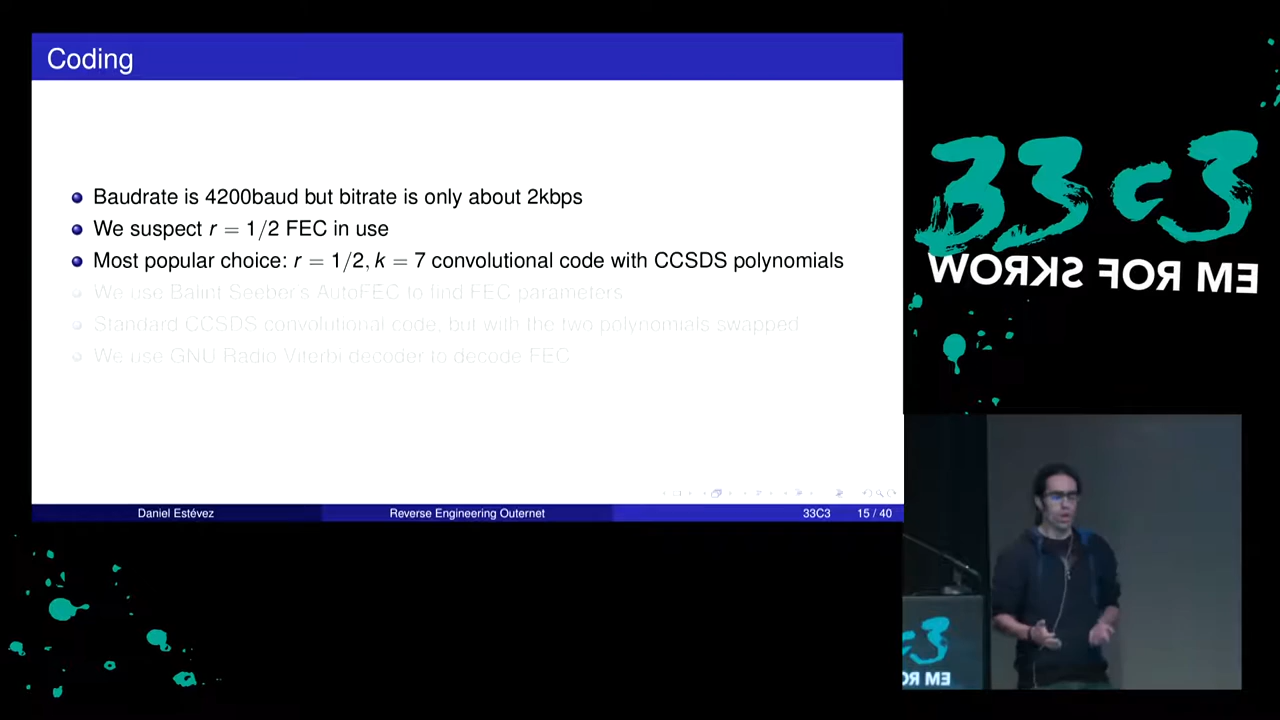 Coding
Baudrate is 4200baud but bitrate is only about 2kbps
We suspect r = 1/2 FEC in use
Most popular choice: r = 1/2, k = 7 convolutional code with CCSDS polynomials
We use Balint Seeber's AutoFEC to find FEC parameters
Standard CCSDS convolutional code, but with the two polynomials swapped
We use GNU Radio Viterbi decoder to decode FEC
Daniel Estévez
Reverse Engineering Outernet
33C3
15 / 40
33C3
WORKS FOR ME
C3
R ME